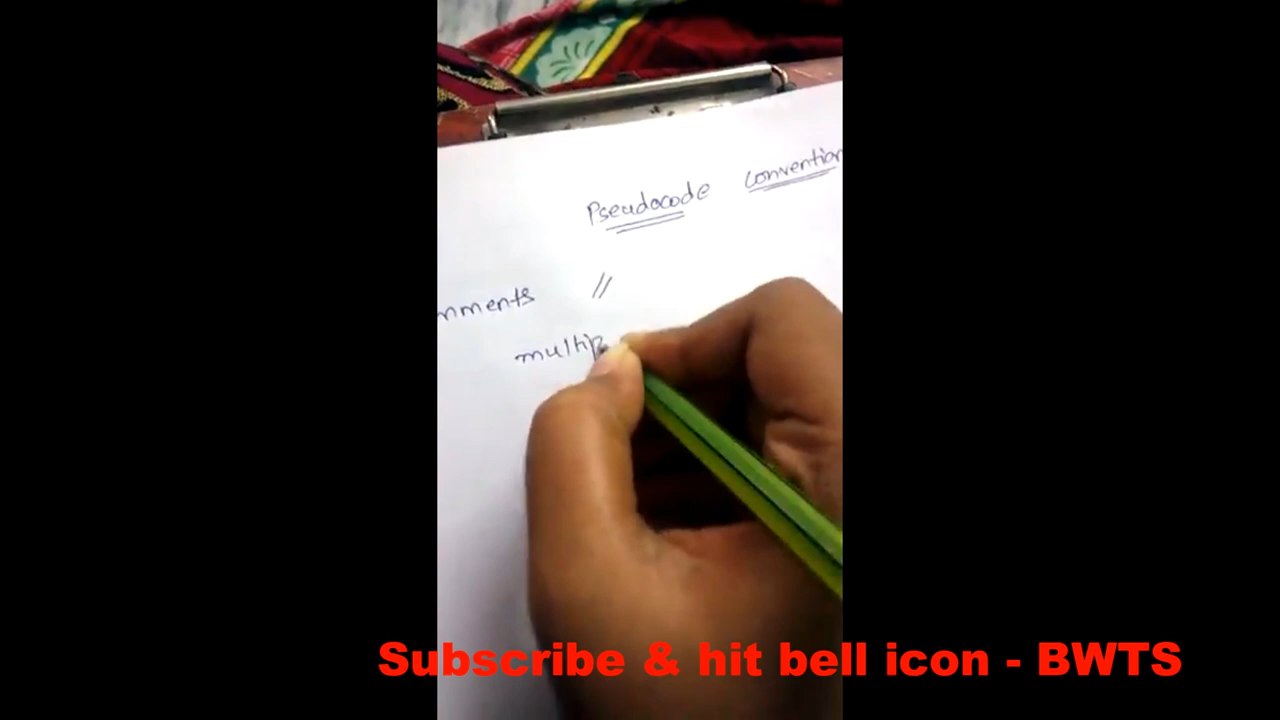 Pseudocode convention
mments //
multip
Subscribe & hit bell icon - BWTS